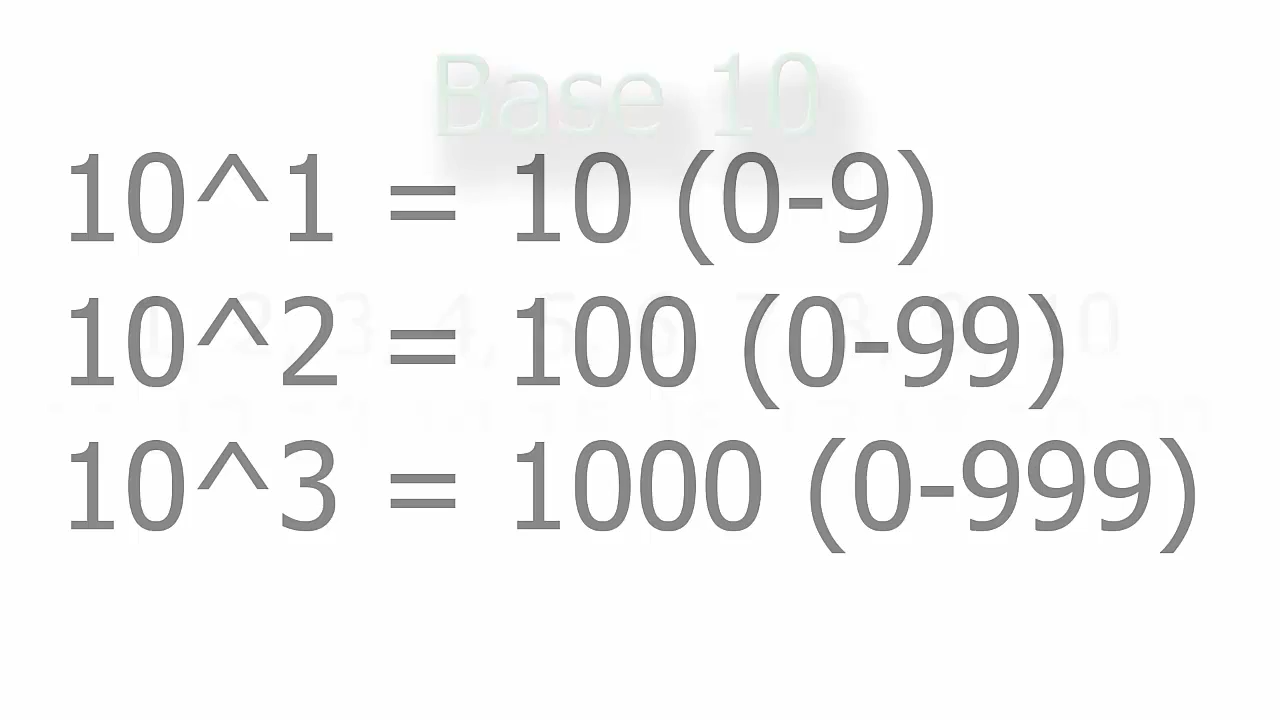 Base 10
10^1 = 10 (0-9)
10^2 = 100 (0-99)
10^3 = 1000 (0-999)